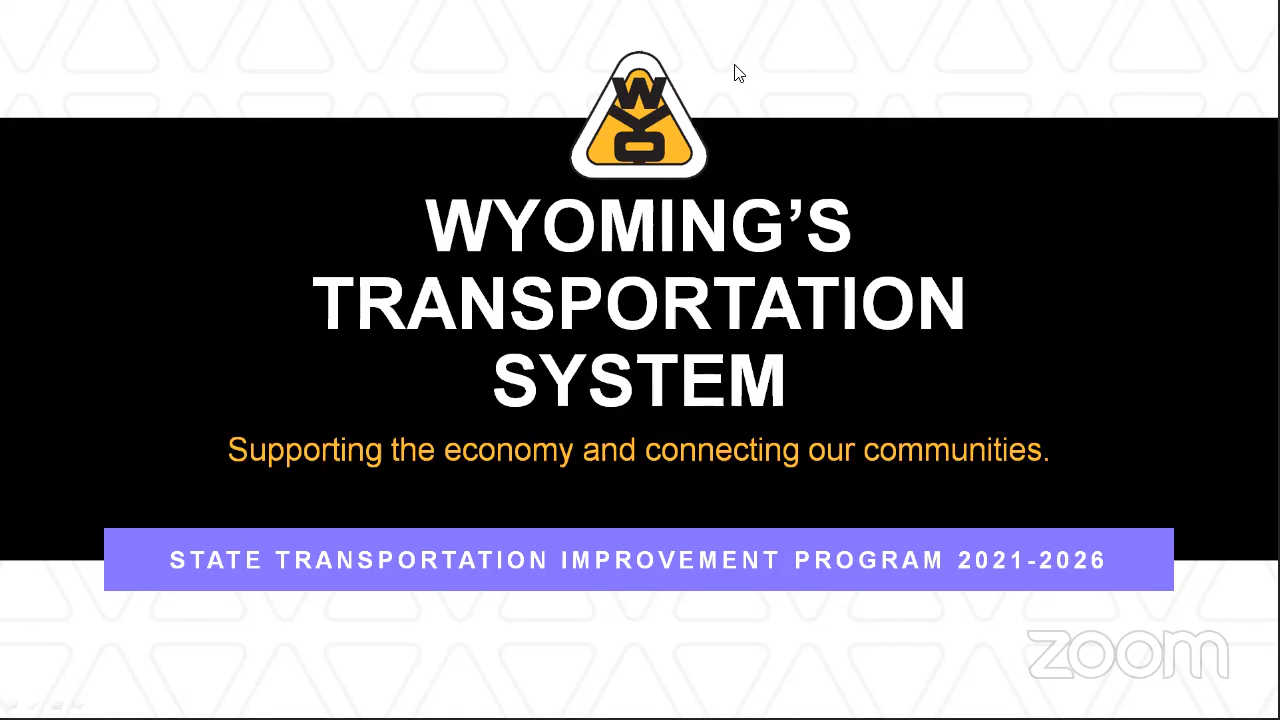 WYO
WYOMING’S
TRANSPORTATION
SYSTEM
Supporting the economy and connecting our communities.
STATE TRANSPORTATION IMPROVEMENT PROGRAM 2021-2026
zoom